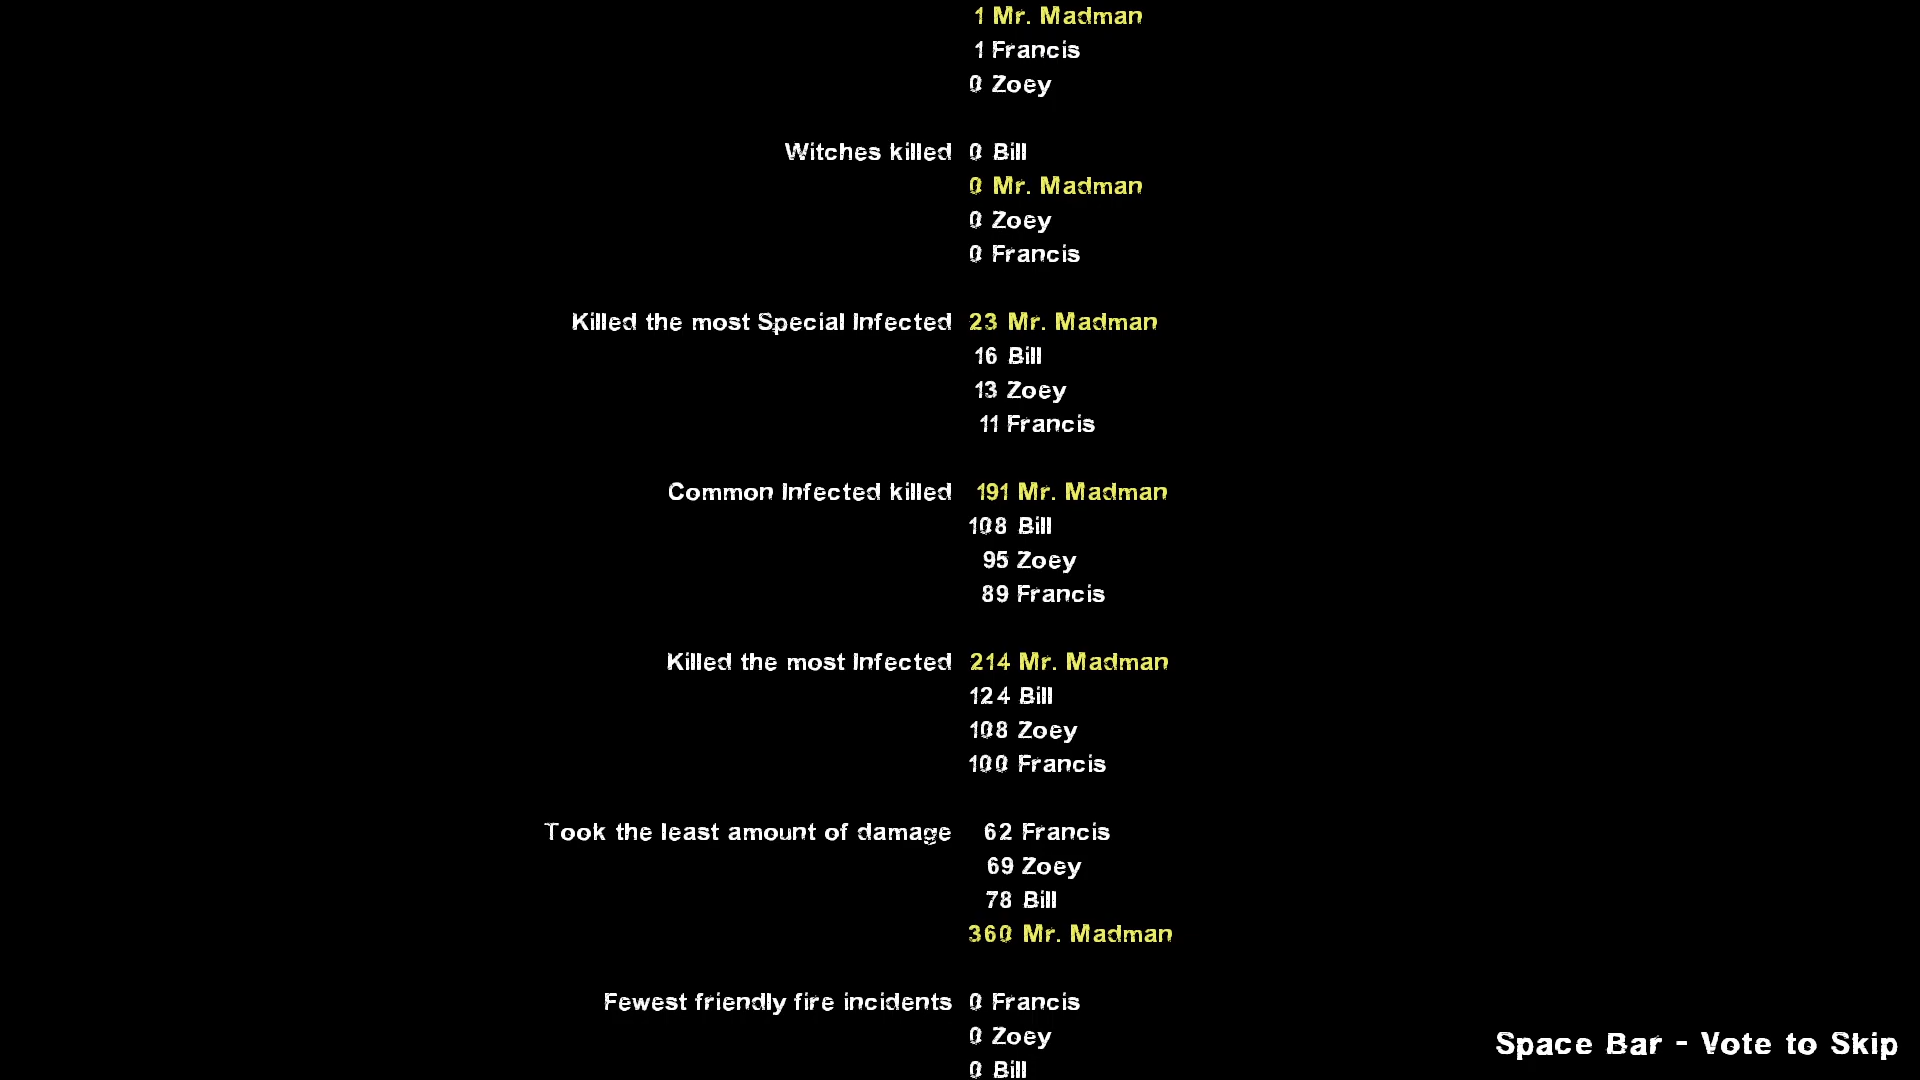 1 Mr. Madman
1 Francis
0 Zoey
Witches killed 0 Bill
0 Mr. Madman
0 Zoey
0 Francis
Killed the most Special Infected 23 Mr. Madman
16 Bill
13 Zoey
11 Francis
Common Infected killed 191 Mr. Madman
108 Bill
95 Zoey
89 Francis
Killed the most Infected 214 Mr. Madman
124 Bill
108 Zoey
100 Francis
Took the least amount of damage 62 Francis
69 Zoey
78 Bill
360 Mr. Madman
Fewest friendly fire incidents 0 Francis
0 Zoey
0 Bill
Space Bar - Vote to Skip